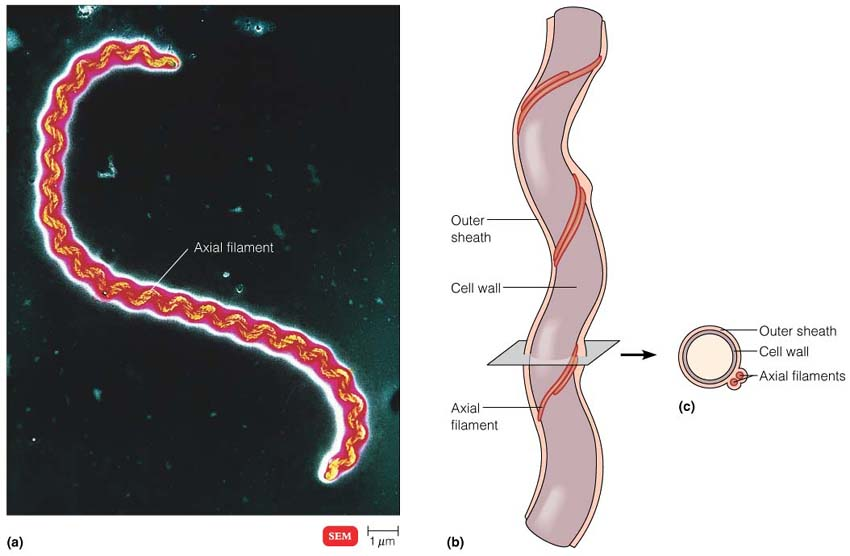 Axial filament
(a)
SEM
1 μm
Outer
sheath
Cell wall
Axial
filament
(b)
Outer sheath
Cell wall
Axial filaments
(c)